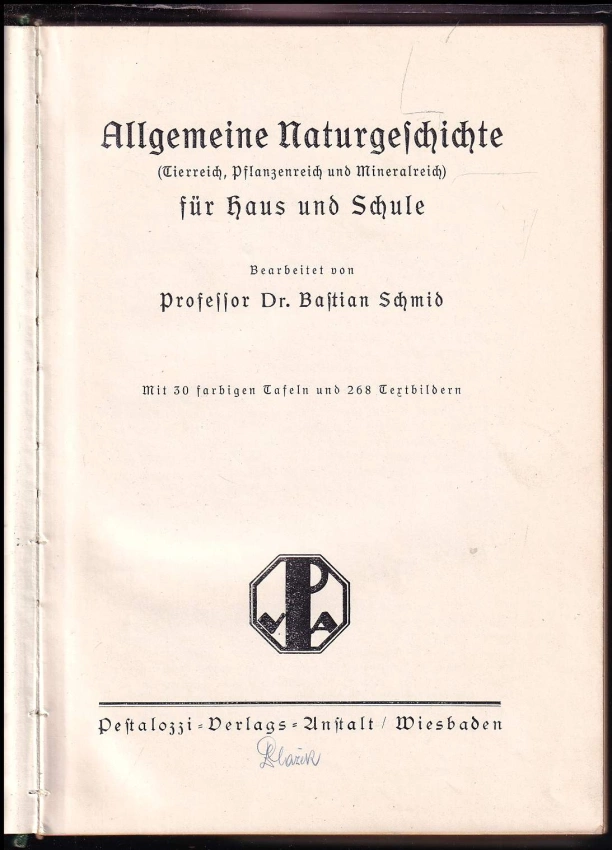 Allgemeine Naturgeschichte
(Tierreich, Pflanzenreich und Mineralreich)
für Haus und Schule
Bearbeitet von
Professor Dr. Bastian Schmid
Mit 30 farbigen Tafeln und 268 Textbildern
P
V A
Pestalozzi-Verlags-Anstalt / Wiesbaden
Blažek